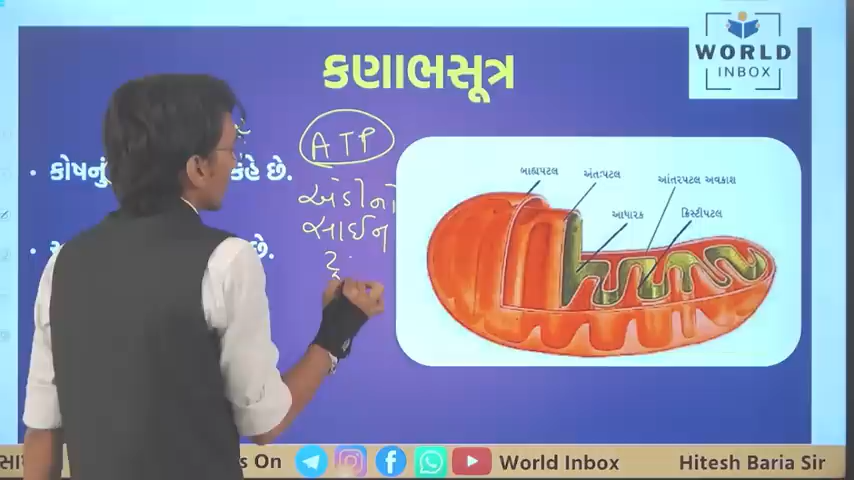 WORLD
INBOX
કણાભસૂત્ર
ATP
• કોષનું કહે છે.
એડીનો
સાઈન
ટ્ર
છે.
બાહ્યપટલ
અંતઃપટલ
આંતરપટલ અવકાશ
આધારક
ક્રિસ્ટીપટલ
s On
World Inbox
Hitesh Baria Sir